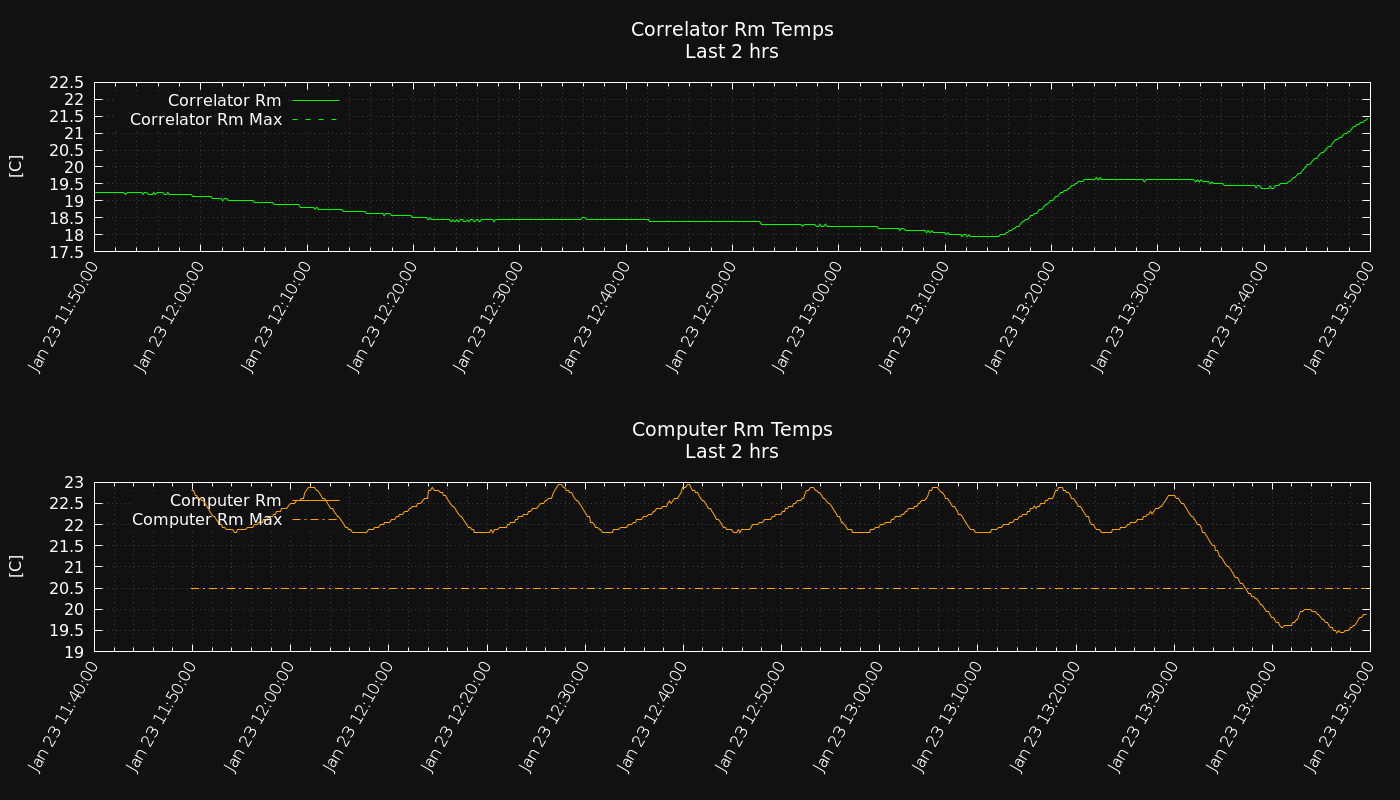 Correlator Rm Temps
Last 2 hrs
22.5
22
21.5
21
20.5
20
19.5
19
18.5
18
17.5
[C]
Correlator Rm
Correlator Rm Max
Jan 23 11:50:00
Jan 23 12:00:00
Jan 23 12:10:00
Jan 23 12:20:00
Jan 23 12:30:00
Jan 23 12:40:00
Jan 23 12:50:00
Jan 23 13:00:00
Jan 23 13:10:00
Jan 23 13:20:00
Jan 23 13:30:00
Jan 23 13:40:00
Jan 23 13:50:00
Computer Rm Temps
Last 2 hrs
23
22.5
22
21.5
21
20.5
20
19.5
19
[C]
Computer Rm
Computer Rm Max
Jan 23 11:40:00
Jan 23 11:50:00
Jan 23 12:00:00
Jan 23 12:10:00
Jan 23 12:20:00
Jan 23 12:30:00
Jan 23 12:40:00
Jan 23 12:50:00
Jan 23 13:00:00
Jan 23 13:10:00
Jan 23 13:20:00
Jan 23 13:30:00
Jan 23 13:40:00
Jan 23 13:50:00